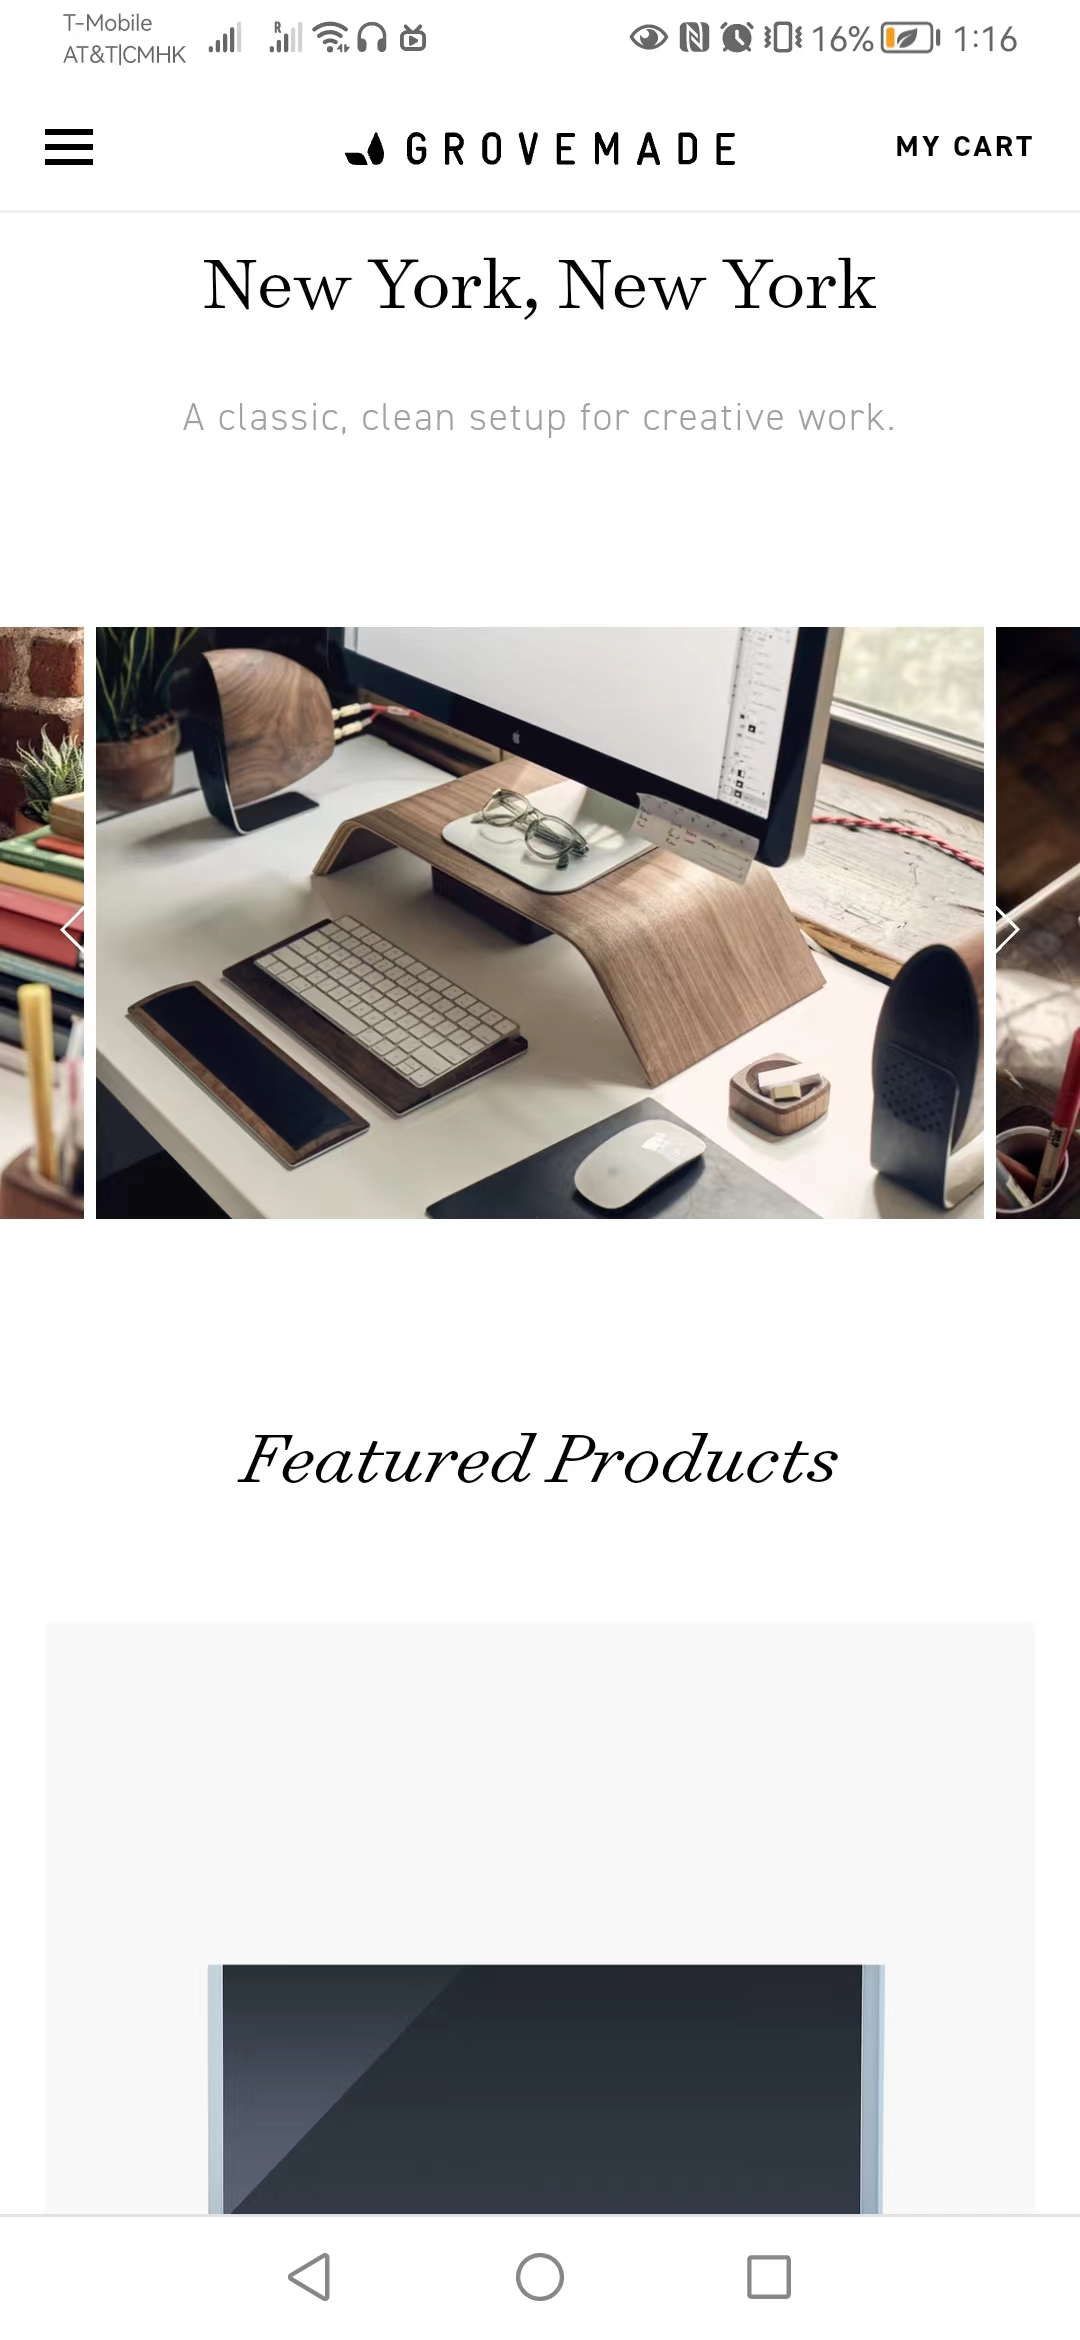 T-Mobile
AT&T|CMHK
R
16%
1:16
GROVEMADE
MY CART
New York, New York
A classic, clean setup for creative work.
Featured Products